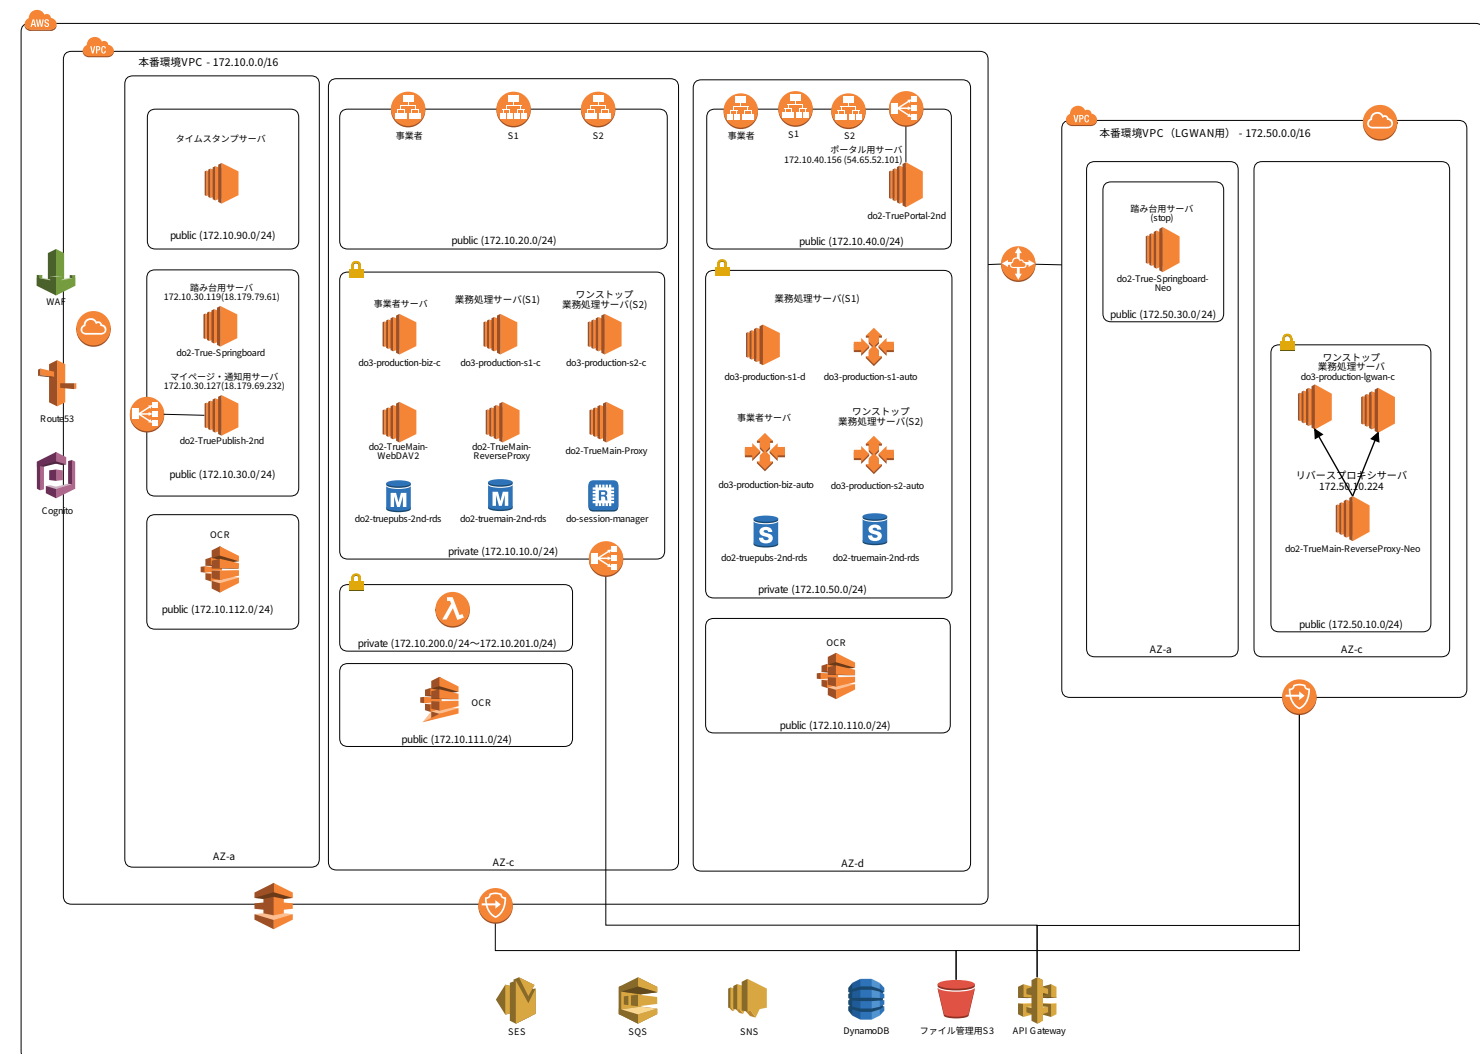 AWS
VPC
本番環境VPC - 172.10.0.0/16
タイムスタンプサーバ
public (172.10.90.0/24)
踏み台用サーバ
172.10.30.119(18.179.79.61)
do2-True-Springboard
マイページ・通知用サーバ
172.10.30.127(18.179.69.232)
do2-TruePublish-2nd
public (172.10.30.0/24)
OCR
public (172.10.112.0/24)
AZ-a
事業者
S1
S2
public (172.10.20.0/24)
事業者サーバ
do3-production-biz-c
業務処理サーバ(S1)
do3-production-s1-c
ワンストップ
業務処理サーバ(S2)
do3-production-s2-c
do2-TrueMain-
WebDAV2
do2-TrueMain-
ReverseProxy
do2-TrueMain-Proxy
M
do2-truepubs-2nd-rds
M
do2-truemain-2nd-rds
R
do-session-manager
private (172.10.10.0/24)
λ
private (172.10.200.0/24～172.10.201.0/24)
OCR
public (172.10.111.0/24)
AZ-c
事業者
S1
S2
ポータル用サーバ
172.10.40.156 (54.65.52.101)
do2-TruePortal-2nd
public (172.10.40.0/24)
業務処理サーバ(S1)
do3-production-s1-d
do3-production-s1-auto
事業者サーバ
do3-production-biz-auto
ワンストップ
業務処理サーバ(S2)
do3-production-s2-auto
S
do2-truepubs-2nd-rds
S
do2-truemain-2nd-rds
private (172.10.50.0/24)
OCR
public (172.10.110.0/24)
AZ-d
VPC
本番環境VPC（LGWAN用） - 172.50.0.0/16
踏み台用サーバ
(stop)
do2-True-Springboard-
Neo
public (172.50.30.0/24)
AZ-a
ワンストップ
業務処理サーバ
do3-production-lgwan-c
リバースプロキシサーバ
172.50.10.224
do2-TrueMain-ReverseProxy-Neo
public (172.50.10.0/24)
AZ-c
WAF
Route53
Cognito
SES
SQS
SNS
DynamoDB
ファイル管理用S3
API Gateway